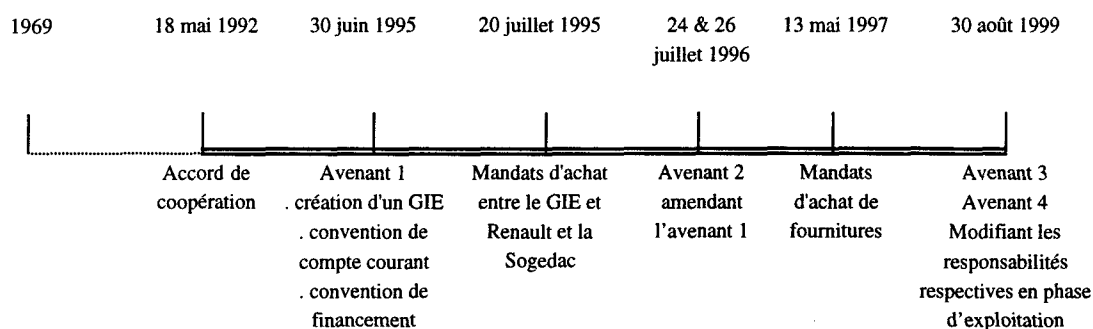 1969
18 mai 1992
30 juin 1995
20 juillet 1995
24 & 26
juillet 1996
13 mai 1997
30 août 1999
Accord de
coopération
Avenant 1
. création d'un GIE
. convention de
compte courant
. convention de
financement
Mandats d'achat
entre le GIE et
Renault et la
Sogedac
Avenant 2
amendant
l'avenant 1
Mandats
d'achat de
fournitures
Avenant 3
Avenant 4
Modifiant les
responsabilités
respectives en phase
d'exploitation